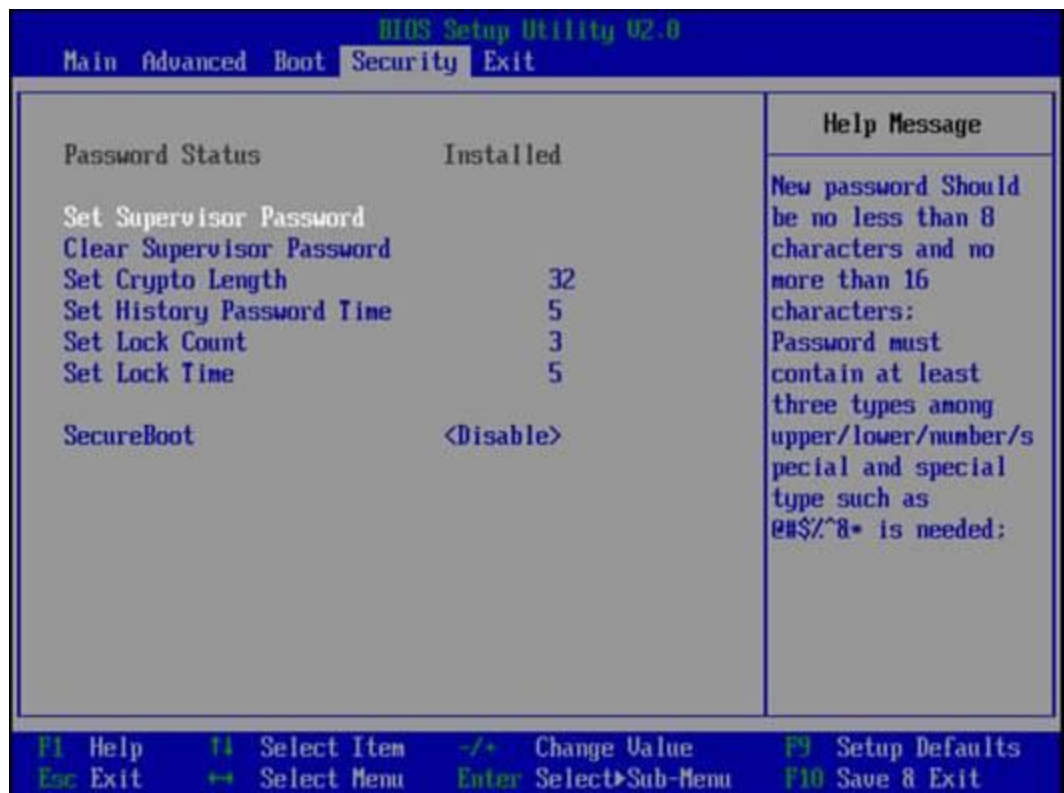 BIOS Setup Utility V2.0
Main Advanced Boot Security Exit
Password Status Installed
Set Supervisor Password
Clear Supervisor Password
Set Crypto Length 32
Set History Password Time 5
Set Lock Count 3
Set Lock Time 5
SecureBoot <Disable>
Help Message
New password Should
be no less than 8
characters and no
more than 16
characters;
Password must
contain at least
three types among
upper/lower/number/s
pecial and special
type such as
@#$%^&* is needed;
F1 Help ↑↓ Select Item -/+ Change Value F9 Setup Defaults
Esc Exit ↔ Select Menu Enter Select▶Sub-Menu F10 Save & Exit